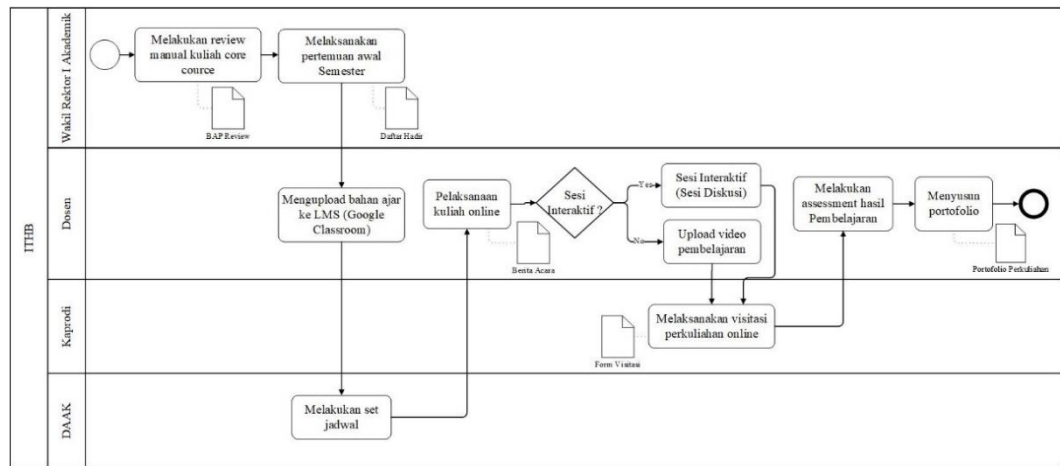 ITHB
Wakil Rektor I Akademik
Melakukan review
manual kuliah core
cource
BAP Review
Melaksanakan
pertemuan awal
Semester
Daftar Hadir
Dosen
Mengupload bahan ajar
ke LMS (Google
Classroom)
Pelaksanaan
kuliah online
Berita Acara
Sesi
Interaktif ?
Yes
No
Sesi Interaktif
(Sesi Diskusi)
Upload video
pembelajaran
Melakukan
assessment hasil
Pembelajaran
Menyusun
portofolio
Portofolio Perkuliahan
Kaprodi
Form Visitasi
Melaksanakan visitasi
perkuliahan online
DAAK
Melakukan set
jadwal